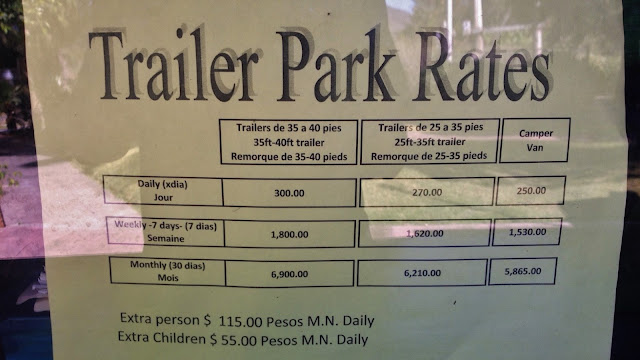 Trailer Park Rates
Trailers de 35 a 40 pies
35ft-40ft trailer
Remorque de 35-40 pieds
Trailers de 25 a 35 pies
25ft-35ft trailer
Remorque de 25-35 pieds
Camper
Van
Daily (xdia)
Jour
300.00
270.00
250.00
Weekly -7 days- (7 dias)
Semaine
1,800.00
1,620.00
1,530.00
Monthly (30 dias)
Mois
6,900.00
6,210.00
5,865.00
Extra person $ 115.00 Pesos M.N. Daily
Extra Children $ 55.00 Pesos M.N. Daily